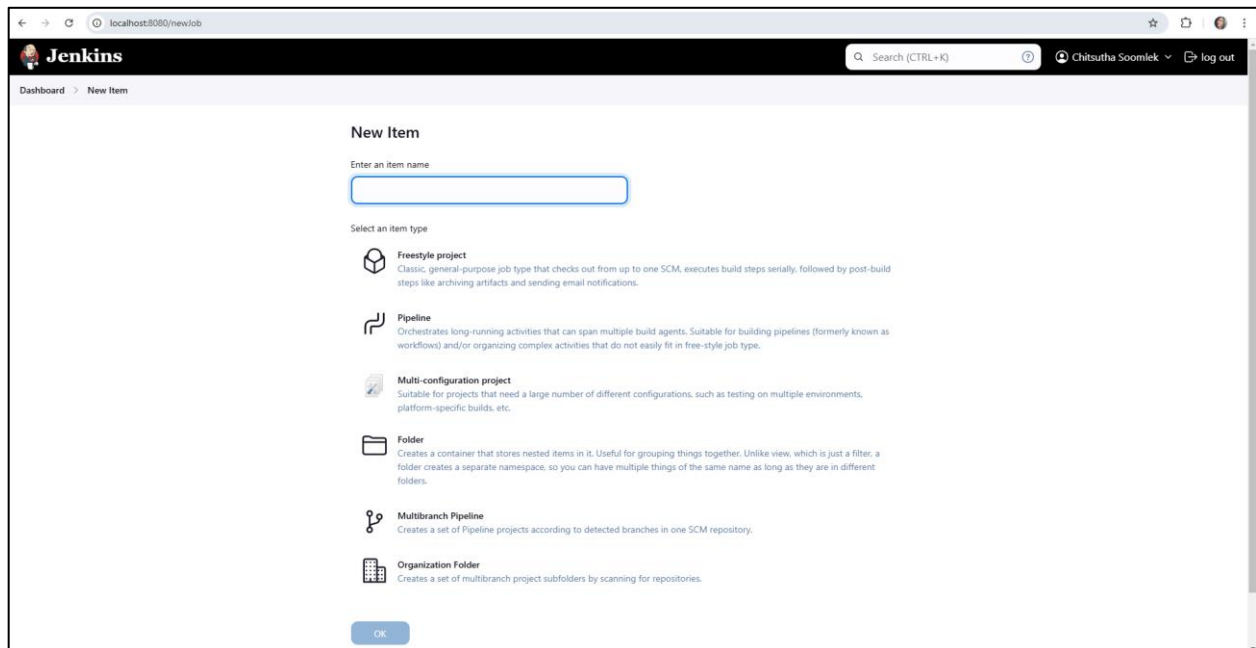 localhost:8080/newJob
Jenkins
Search (CTRL+K)
Chitsutha Soomlek
log out
Dashboard > New Item
New Item
Enter an item name
Select an item type
Freestyle project
Classic, general-purpose job type that checks out from up to one SCM, executes build steps serially, followed by post-build
steps like archiving artifacts and sending email notifications.
Pipeline
Orchestrates long-running activities that can span multiple build agents. Suitable for building pipelines (formerly known as
workflows) and/or organizing complex activities that do not easily fit in free-style job type.
Multi-configuration project
Suitable for projects that need a large number of different configurations, such as testing on multiple environments,
platform-specific builds, etc.
Folder
Creates a container that stores nested items in it. Useful for grouping things together. Unlike view, which is just a filter, a
folder creates a separate namespace, so you can have multiple things of the same name as long as they are in different
folders.
Multibranch Pipeline
Creates a set of Pipeline projects according to detected branches in one SCM repository.
Organization Folder
Creates a set of multibranch project subfolders by scanning for repositories.
OK